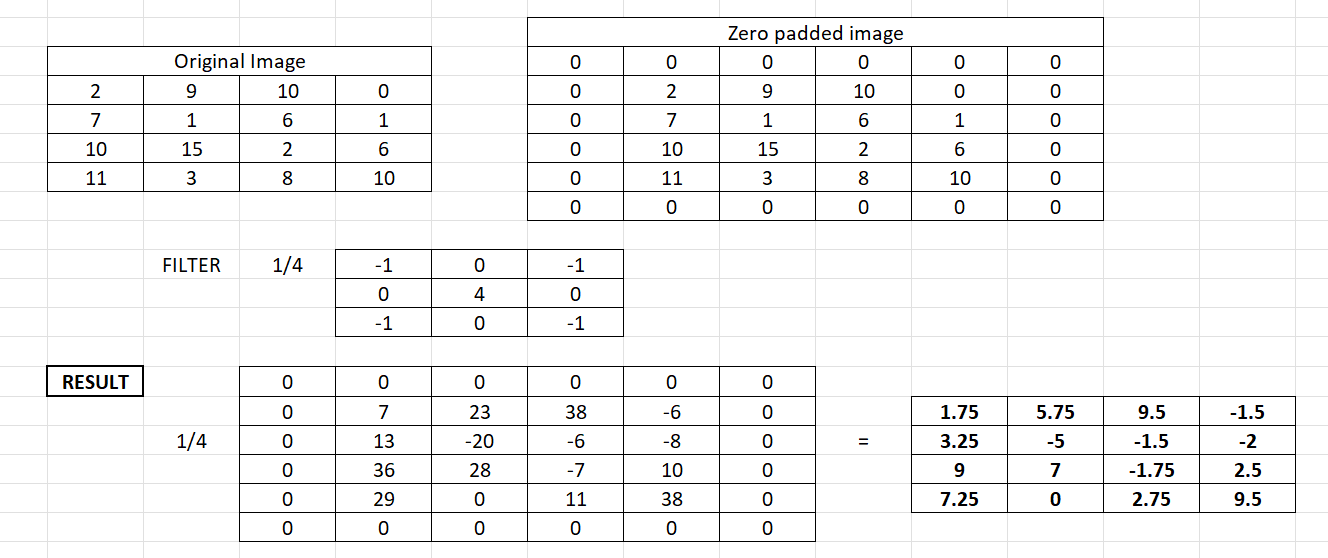 Zero padded image
Original Image
0 0 0 0 0 0
2 9 10 0
0 2 9 10 0 0
7 1 6 1
0 7 1 6 1 0
10 15 2 6
0 10 15 2 6 0
11 3 8 10
0 11 3 8 10 0
0 0 0 0 0 0
FILTER 1/4 -1 0 -1
0 4 0
-1 0 -1
RESULT
0 0 0 0 0 0
0 7 23 38 -6 0
1.75 5.75 9.5 -1.5
1/4 0 13 -20 -6 -8 0 = 3.25 -5 -1.5 -2
0 36 28 -7 10 0
9 7 -1.75 2.5
0 29 0 11 38 0
7.25 0 2.75 9.5
0 0 0 0 0 0